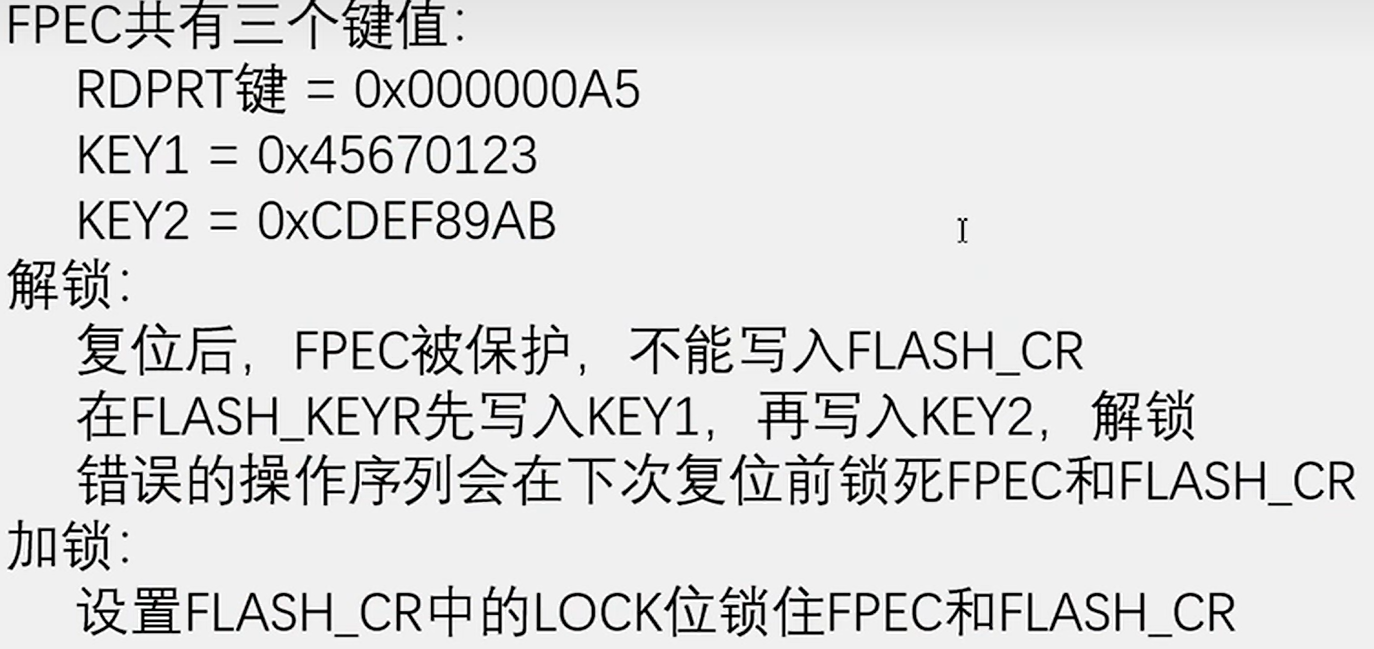 FPEC共有三个键值：
RDPRT键 = 0x000000A5
KEY1 = 0x45670123
KEY2 = 0xCDEF89AB
解锁：
复位后，FPEC被保护，不能写入FLASH_CR
在FLASH_KEYR先写入KEY1，再写入KEY2，解锁
错误的操作序列会在下次复位前锁死FPEC和FLASH_CR
加锁：
设置FLASH_CR中的LOCK位锁住FPEC和FLASH_CR